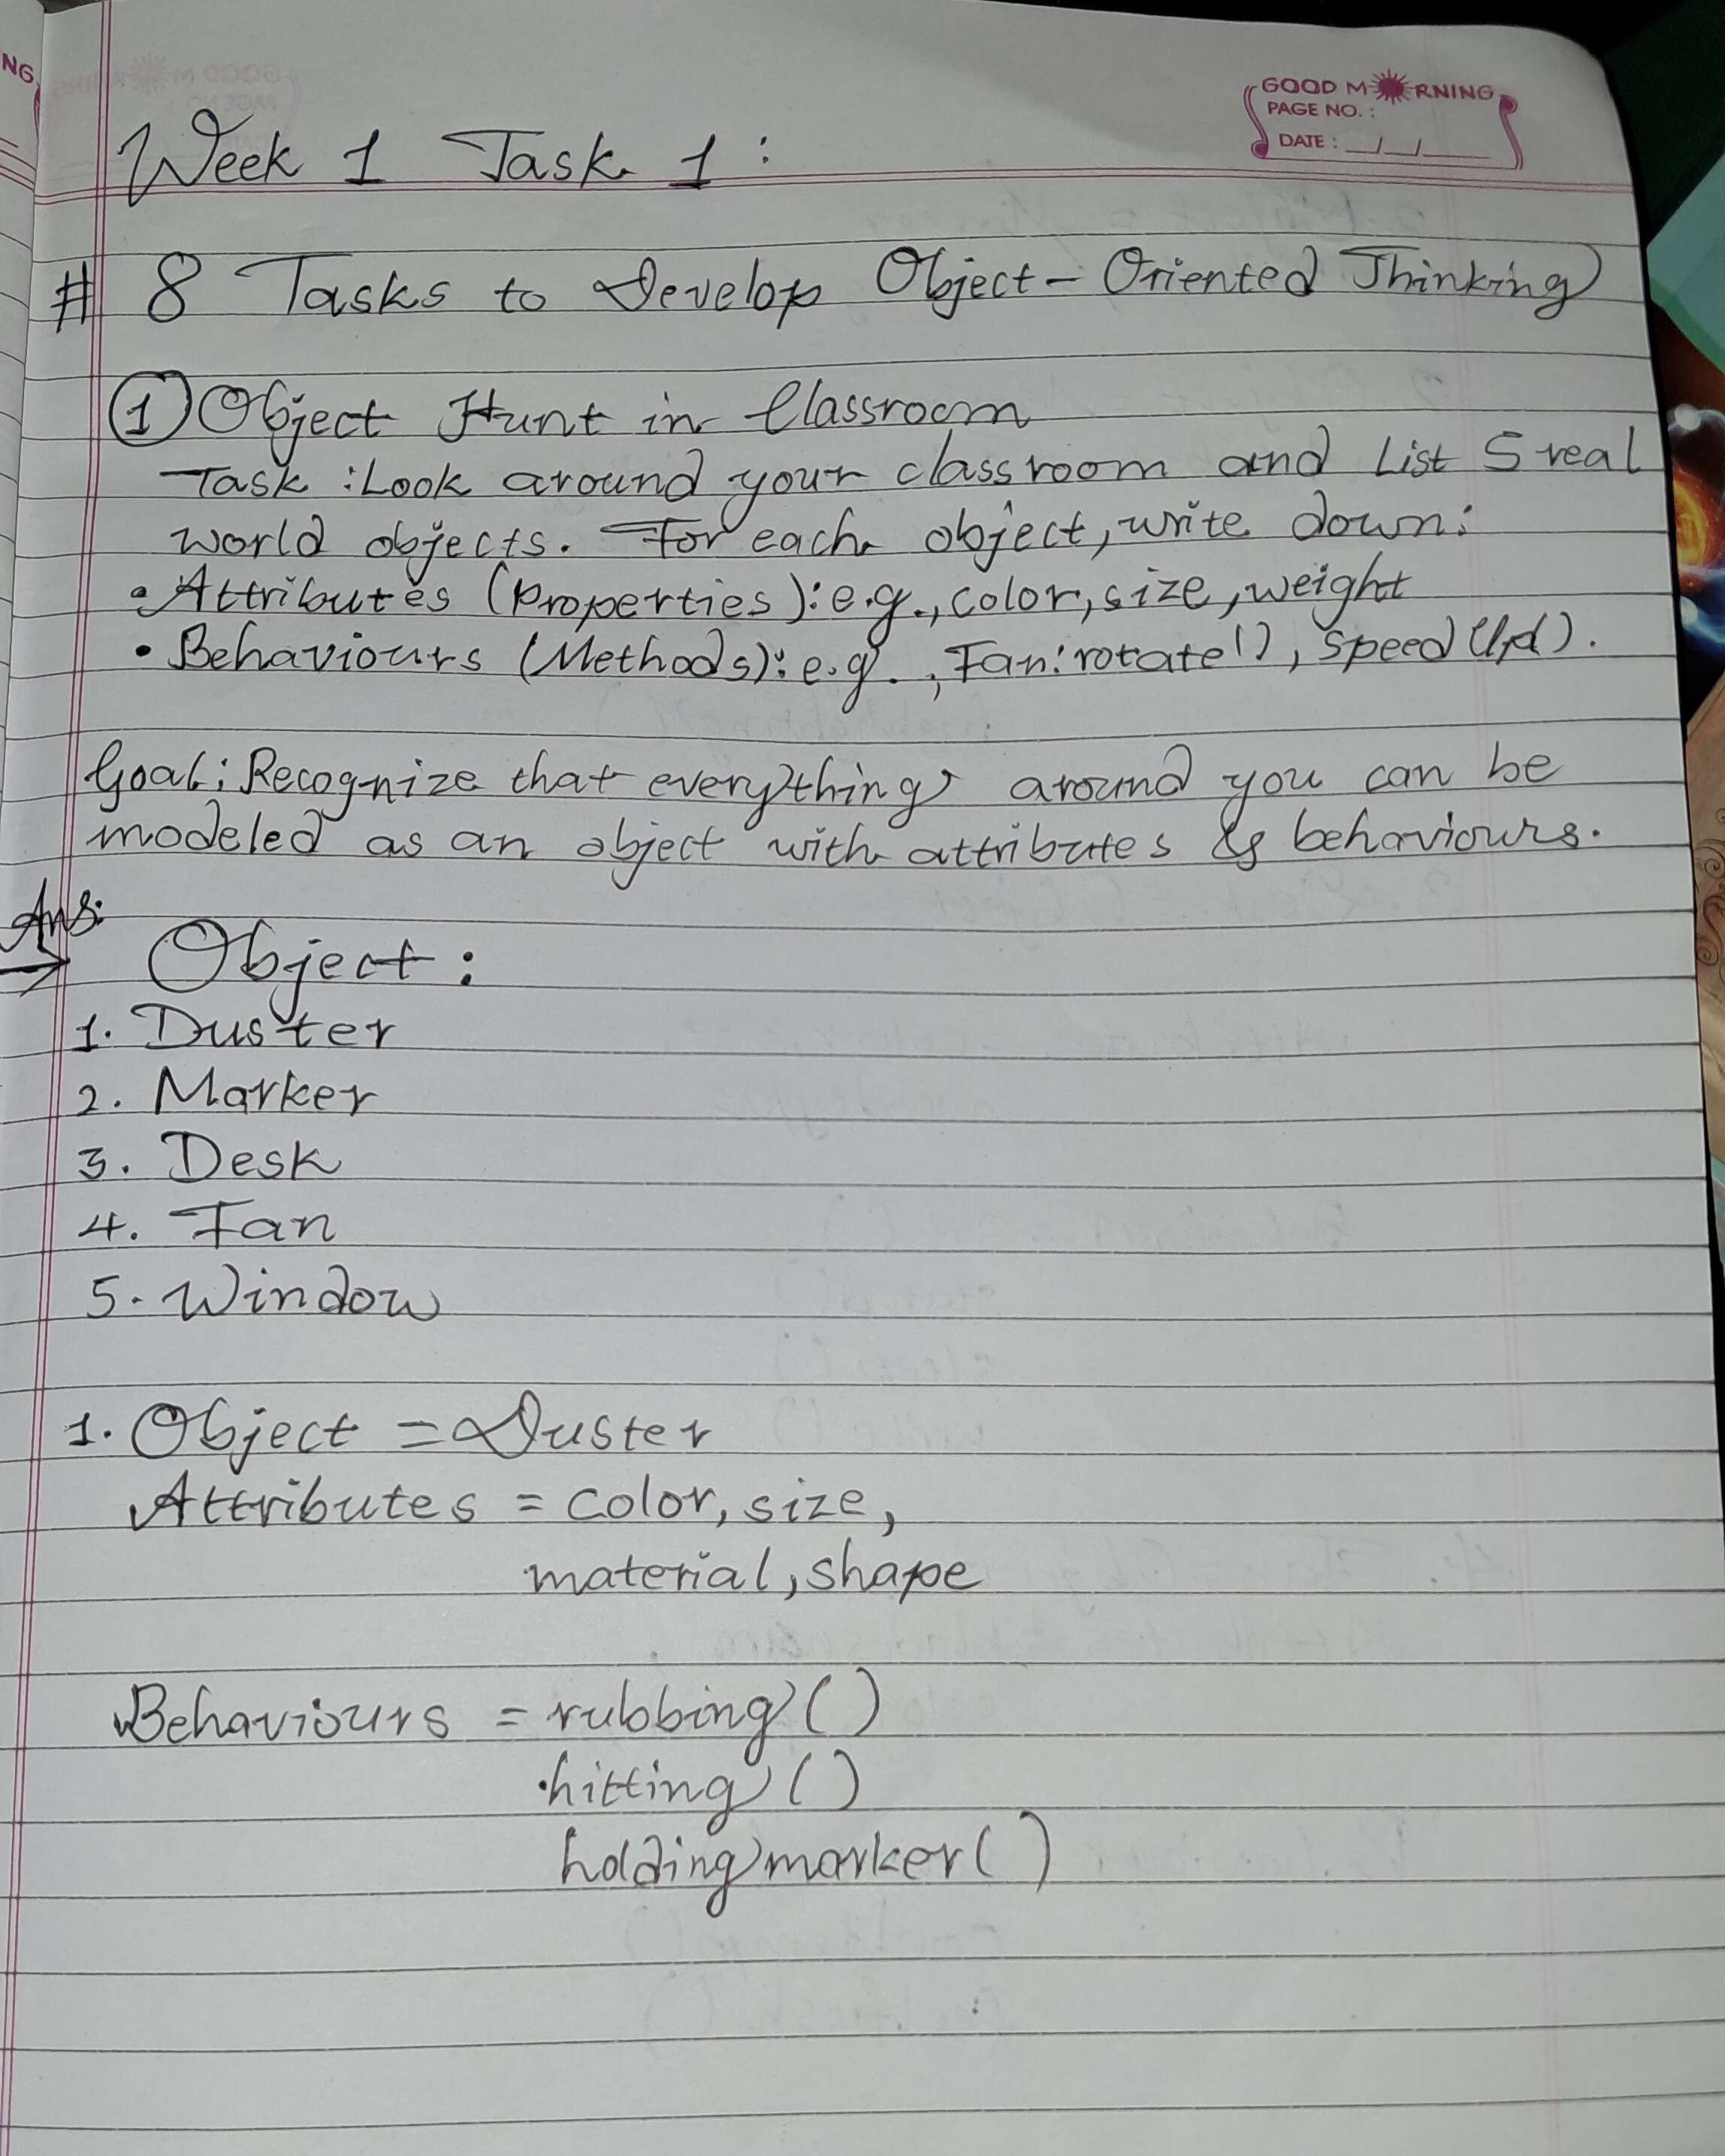 NG
GOOD MORNING
PAGE NO. :
DATE : __/__/____
Week 1 Task 1 :
# 8 Tasks to Develop Object-Oriented Thinking
1 Object Hunt in Classroom
Task : Look around your classroom and List 5 real
world objects. For each object, write down:
• Attributes (Properties): e.g., color, size, weight
• Behaviours (Methods): e.g., Fan: rotate(), speed
Goal: Recognize that everything around you can be
modeled as an object with attributes & behaviours.
Ans:
→ Object :
1. Duster
2. Marker
3. Desk
4. Fan
5. Window
1. Object = Duster
Attributes = color, size,
material, shape
Behaviours = rubbing()
hitting()
holdingmarker()